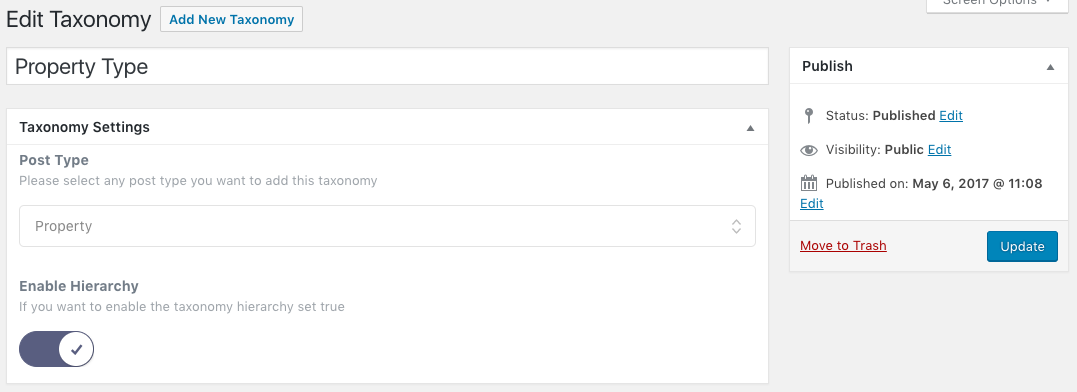 Screen Options
Edit Taxonomy
Add New Taxonomy
Property Type
Taxonomy Settings
Post Type
Please select any post type you want to add this taxonomy
Property
Enable Hierarchy
If you want to enable the taxonomy hierarchy set true
Publish
Status: Published Edit
Visibility: Public Edit
Published on: May 6, 2017 @ 11:08
Edit
Move to Trash
Update